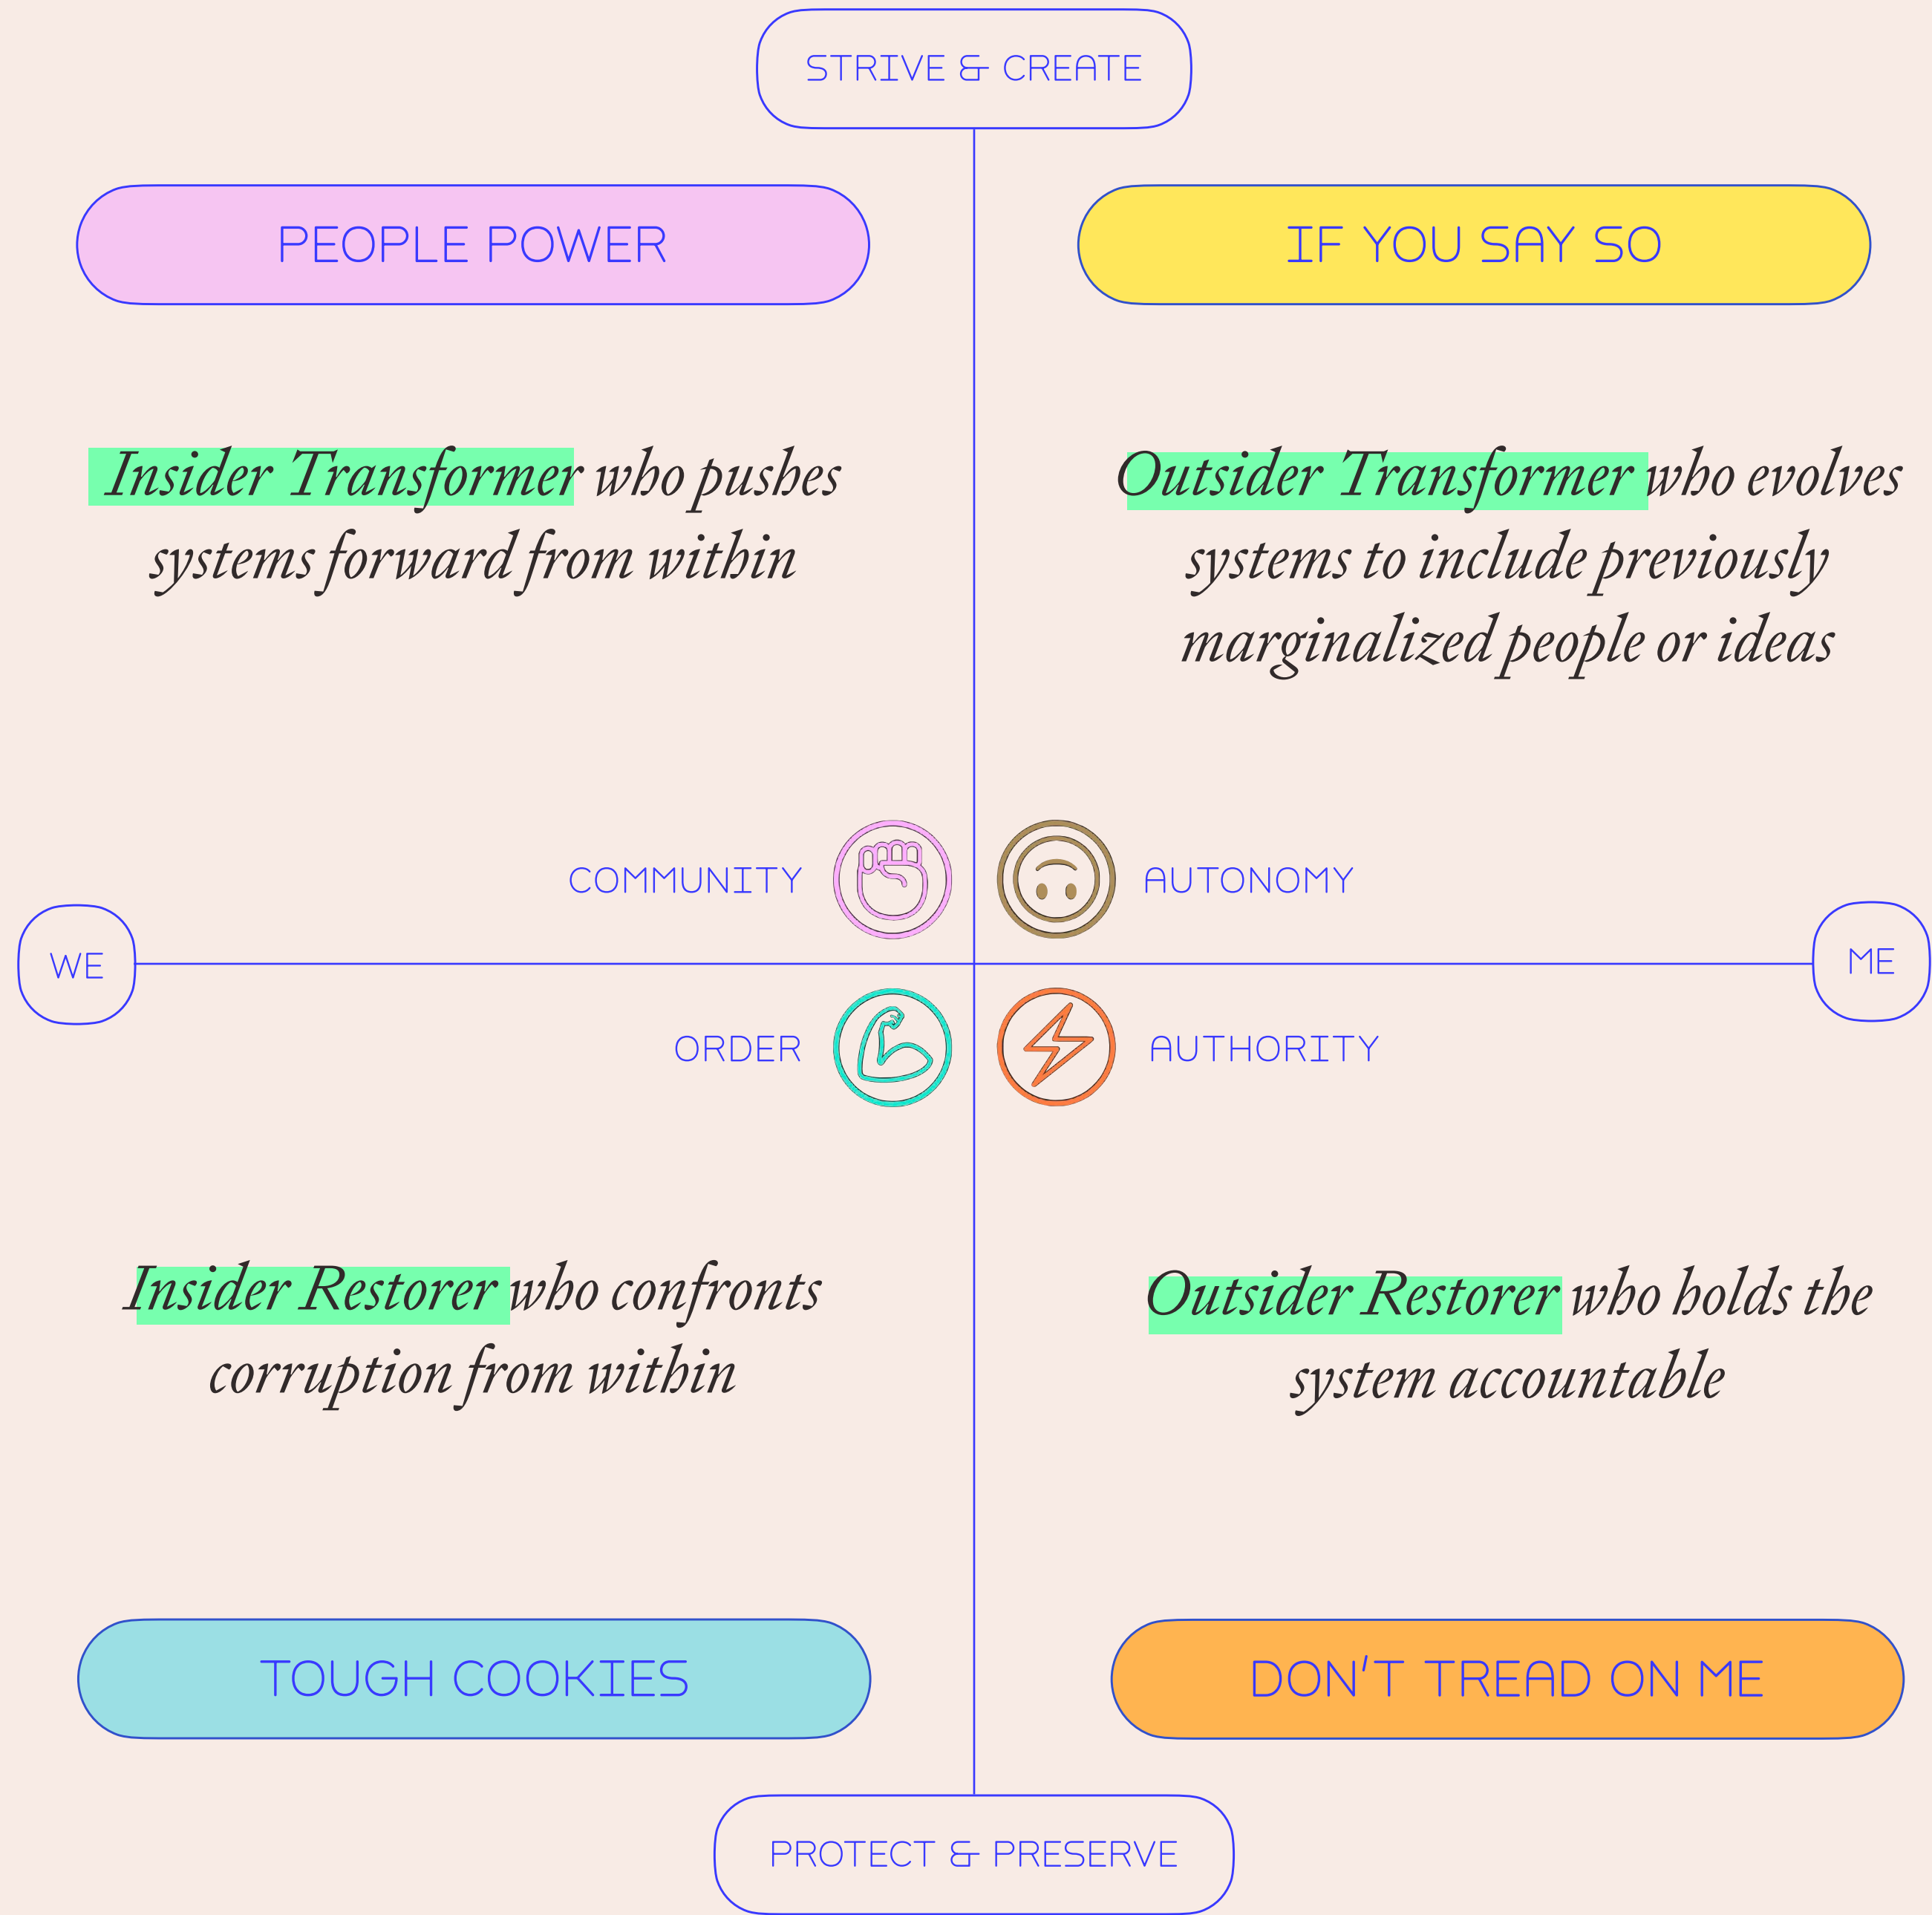 STRIVE & CREATE
PEOPLE POWER
IF YOU SAY SO
Insider Transformer who pushes
systems forward from within
Outsider Transformer who evolves
systems to include previously
marginalized people or ideas
COMMUNITY
AUTONOMY
WE
ME
ORDER
AUTHORITY
Insider Restorer who confronts
corruption from within
Outsider Restorer who holds the
system accountable
TOUGH COOKIES
DON'T TREAD ON ME
PROTECT & PRESERVE